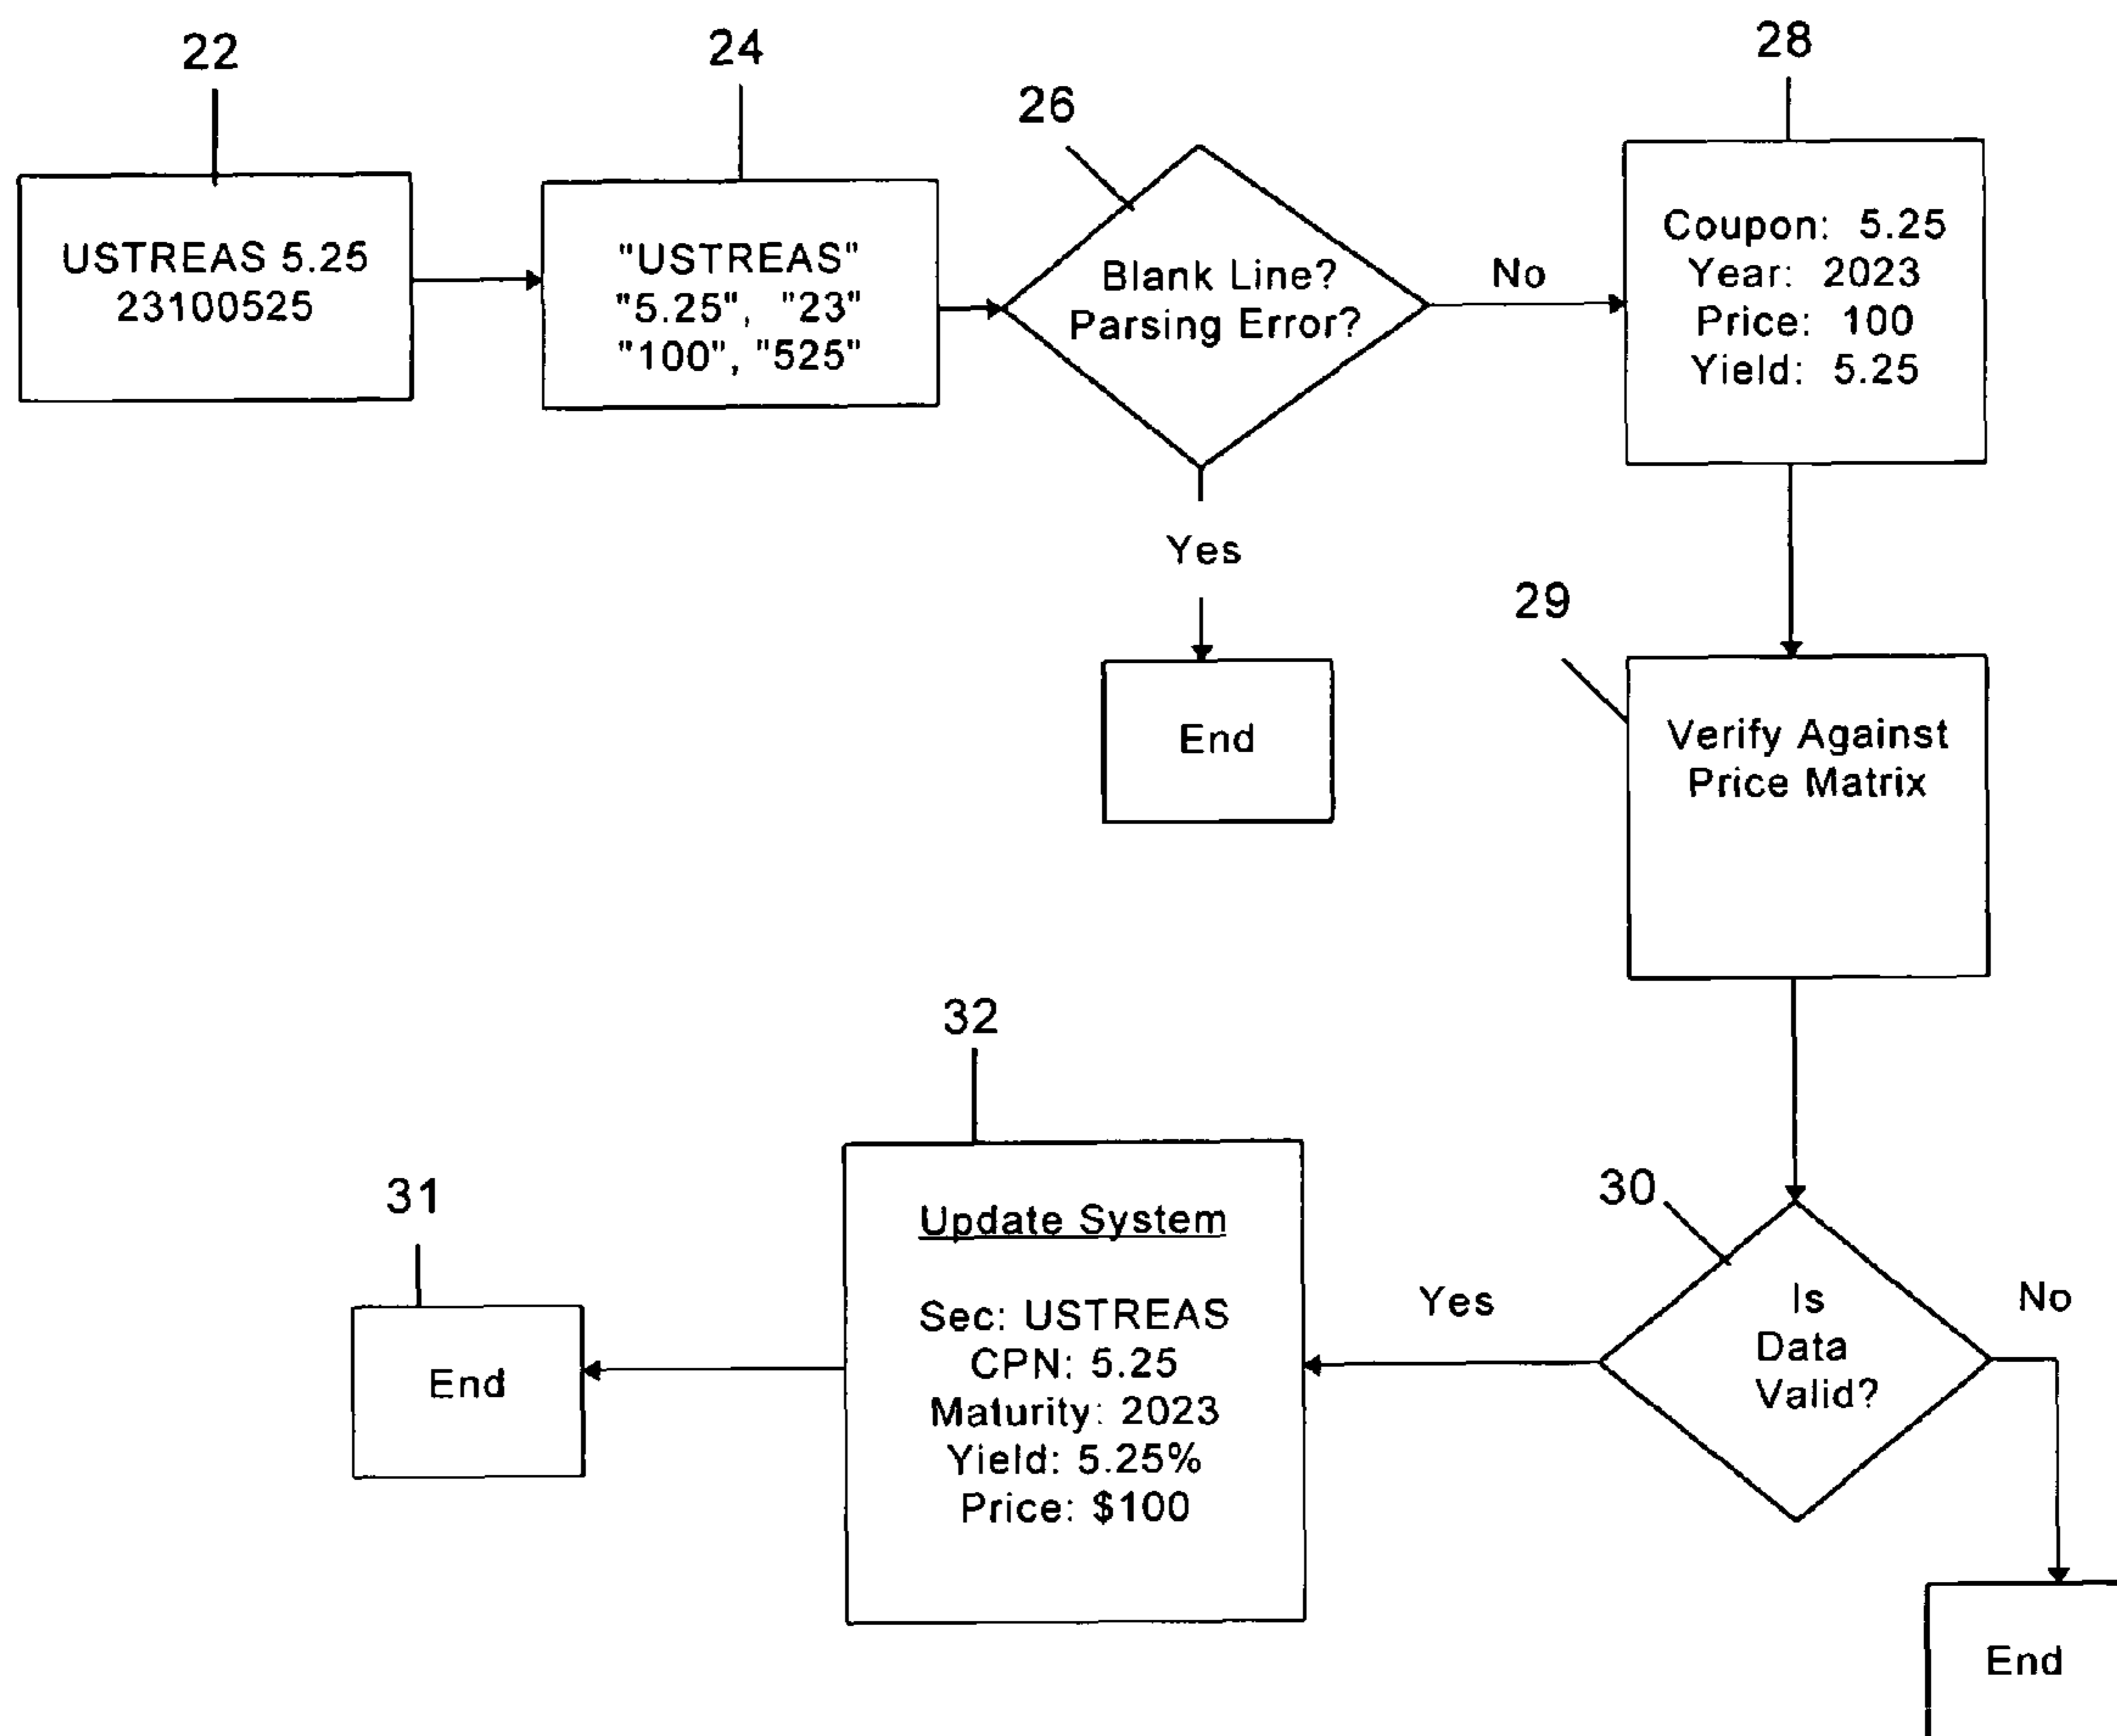 22
24
26
28
USTREAS 5.25
23100525
"USTREAS"
"5.25", "23"
"100", "525"
Blank Line?
Parsing Error?
No
Coupon: 5.25
Year: 2023
Price: 100
Yield: 5.25
Yes
End
29
Verify Against
Price Matrix
30
Is
Data
Valid?
No
End
Yes
32
Update System
Sec: USTREAS
CPN: 5.25
Maturity: 2023
Yield: 5.25%
Price: $100
31
End